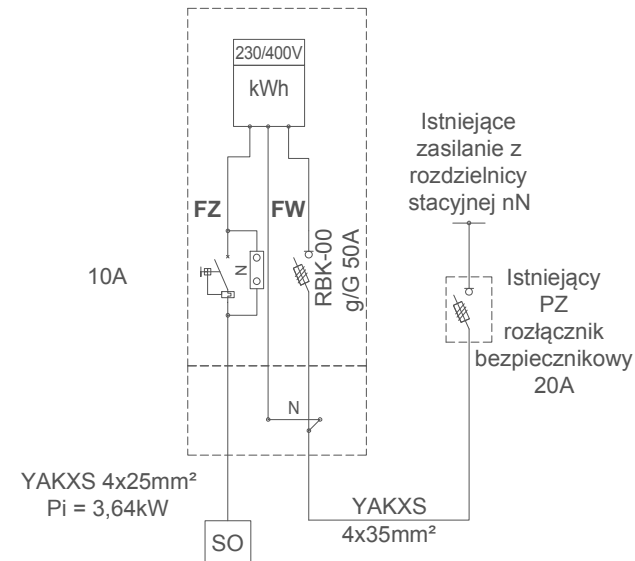 230/400V
kWh
Istniejące
zasilanie z
rozdzielnicy
stacyjnej nN
FZ
FW
N
RBK-00
g/G 50A
10A
Istniejący
PZ
rozłącznik
bezpiecznikowy
20A
N
YAKXS 4x25mm²
Pi = 3,64kW
YAKXS
4x35mm²
SO